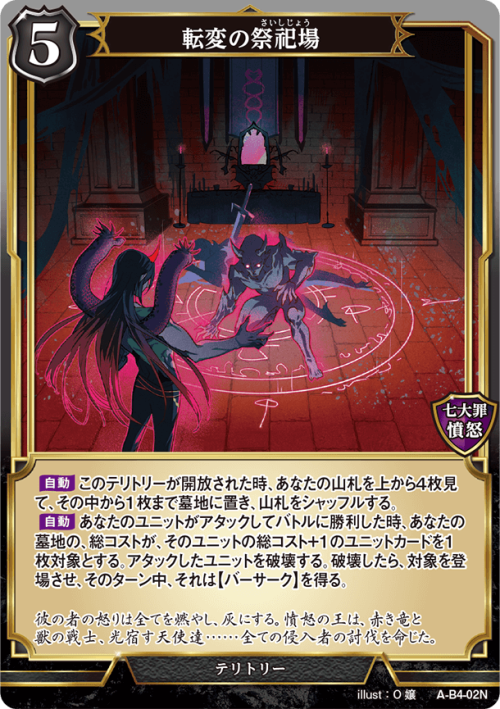 5
さいしじょう
転変の祭祀場
七大罪
憤怒
自動 このテリトリーが開放された時、あなたの山札を上から4枚見
て、その中から1枚まで墓地に置き、山札をシャッフルする。
自動 あなたのユニットがアタックしてバトルに勝利した時、あなたの
墓地の、総コストが、そのユニットの総コスト+1のユニットカードを1
枚対象とする。アタックしたユニットを破壊する。破壊したら、対象を登
場させ、そのターン中、それは【バーサーク】を得る。
彼の者の怒りは全てを燃やし、灰にする。憤怒の王は、赤き竜と
獣の戦士、光宿す天使達……全ての侵入者の討伐を命じた。
テリトリー
illust:O 嬢 A-B4-02N